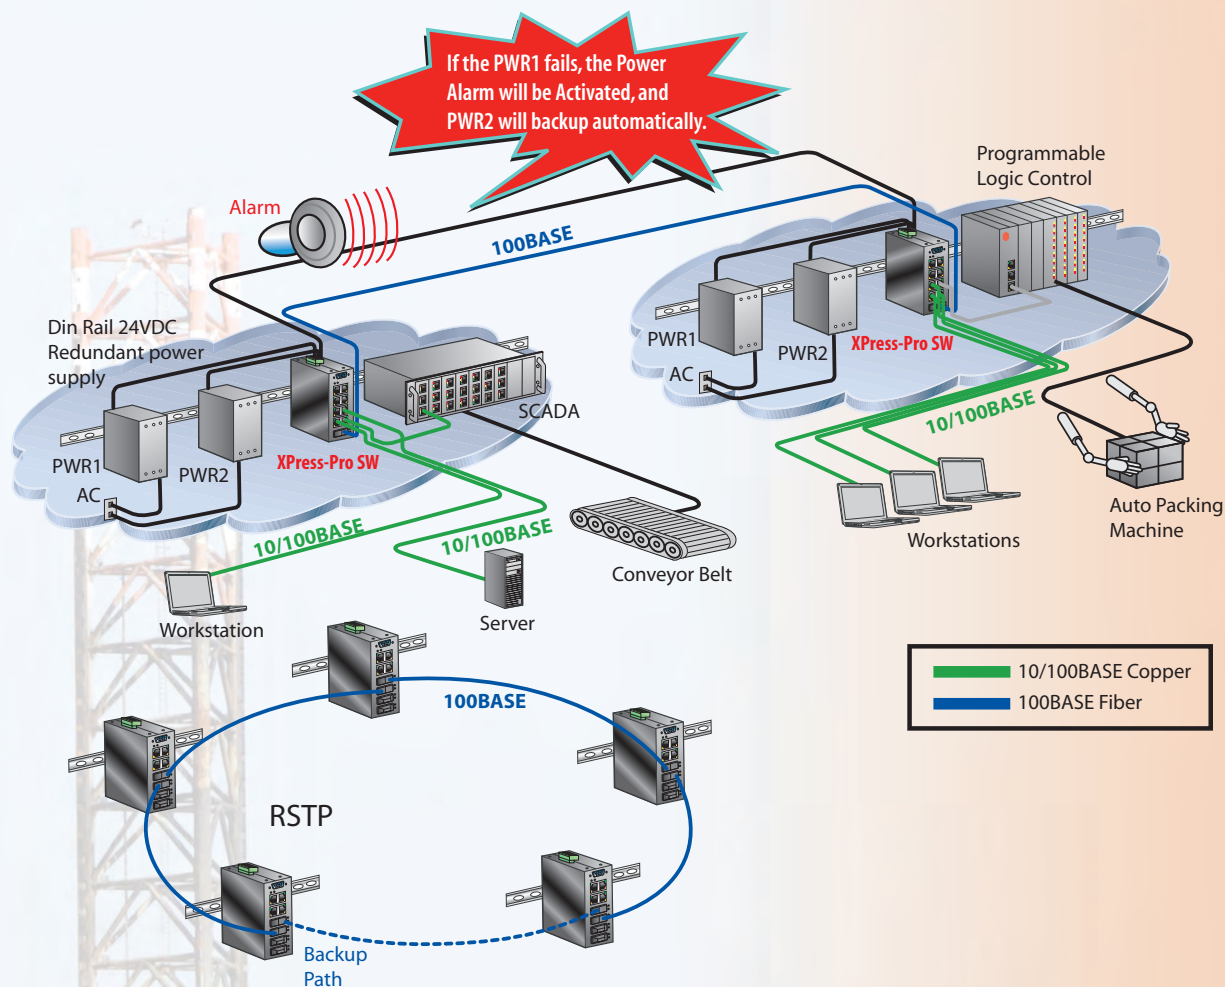 If the PWR1 fails, the Power
Alarm will be Activated, and
PWR2 will backup automatically.
Programmable
Logic Control
Alarm
100BASE
Din Rail 24VDC
Redundant power
supply
PWR1
PWR2
XPress-Pro SW
AC
SCADA
10/100BASE
PWR1
PWR2
XPress-Pro SW
AC
10/100BASE
10/100BASE
Auto Packing
Machine
Workstations
Conveyor Belt
Workstation
Server
10/100BASE Copper
100BASE Fiber
100BASE
RSTP
Backup
Path